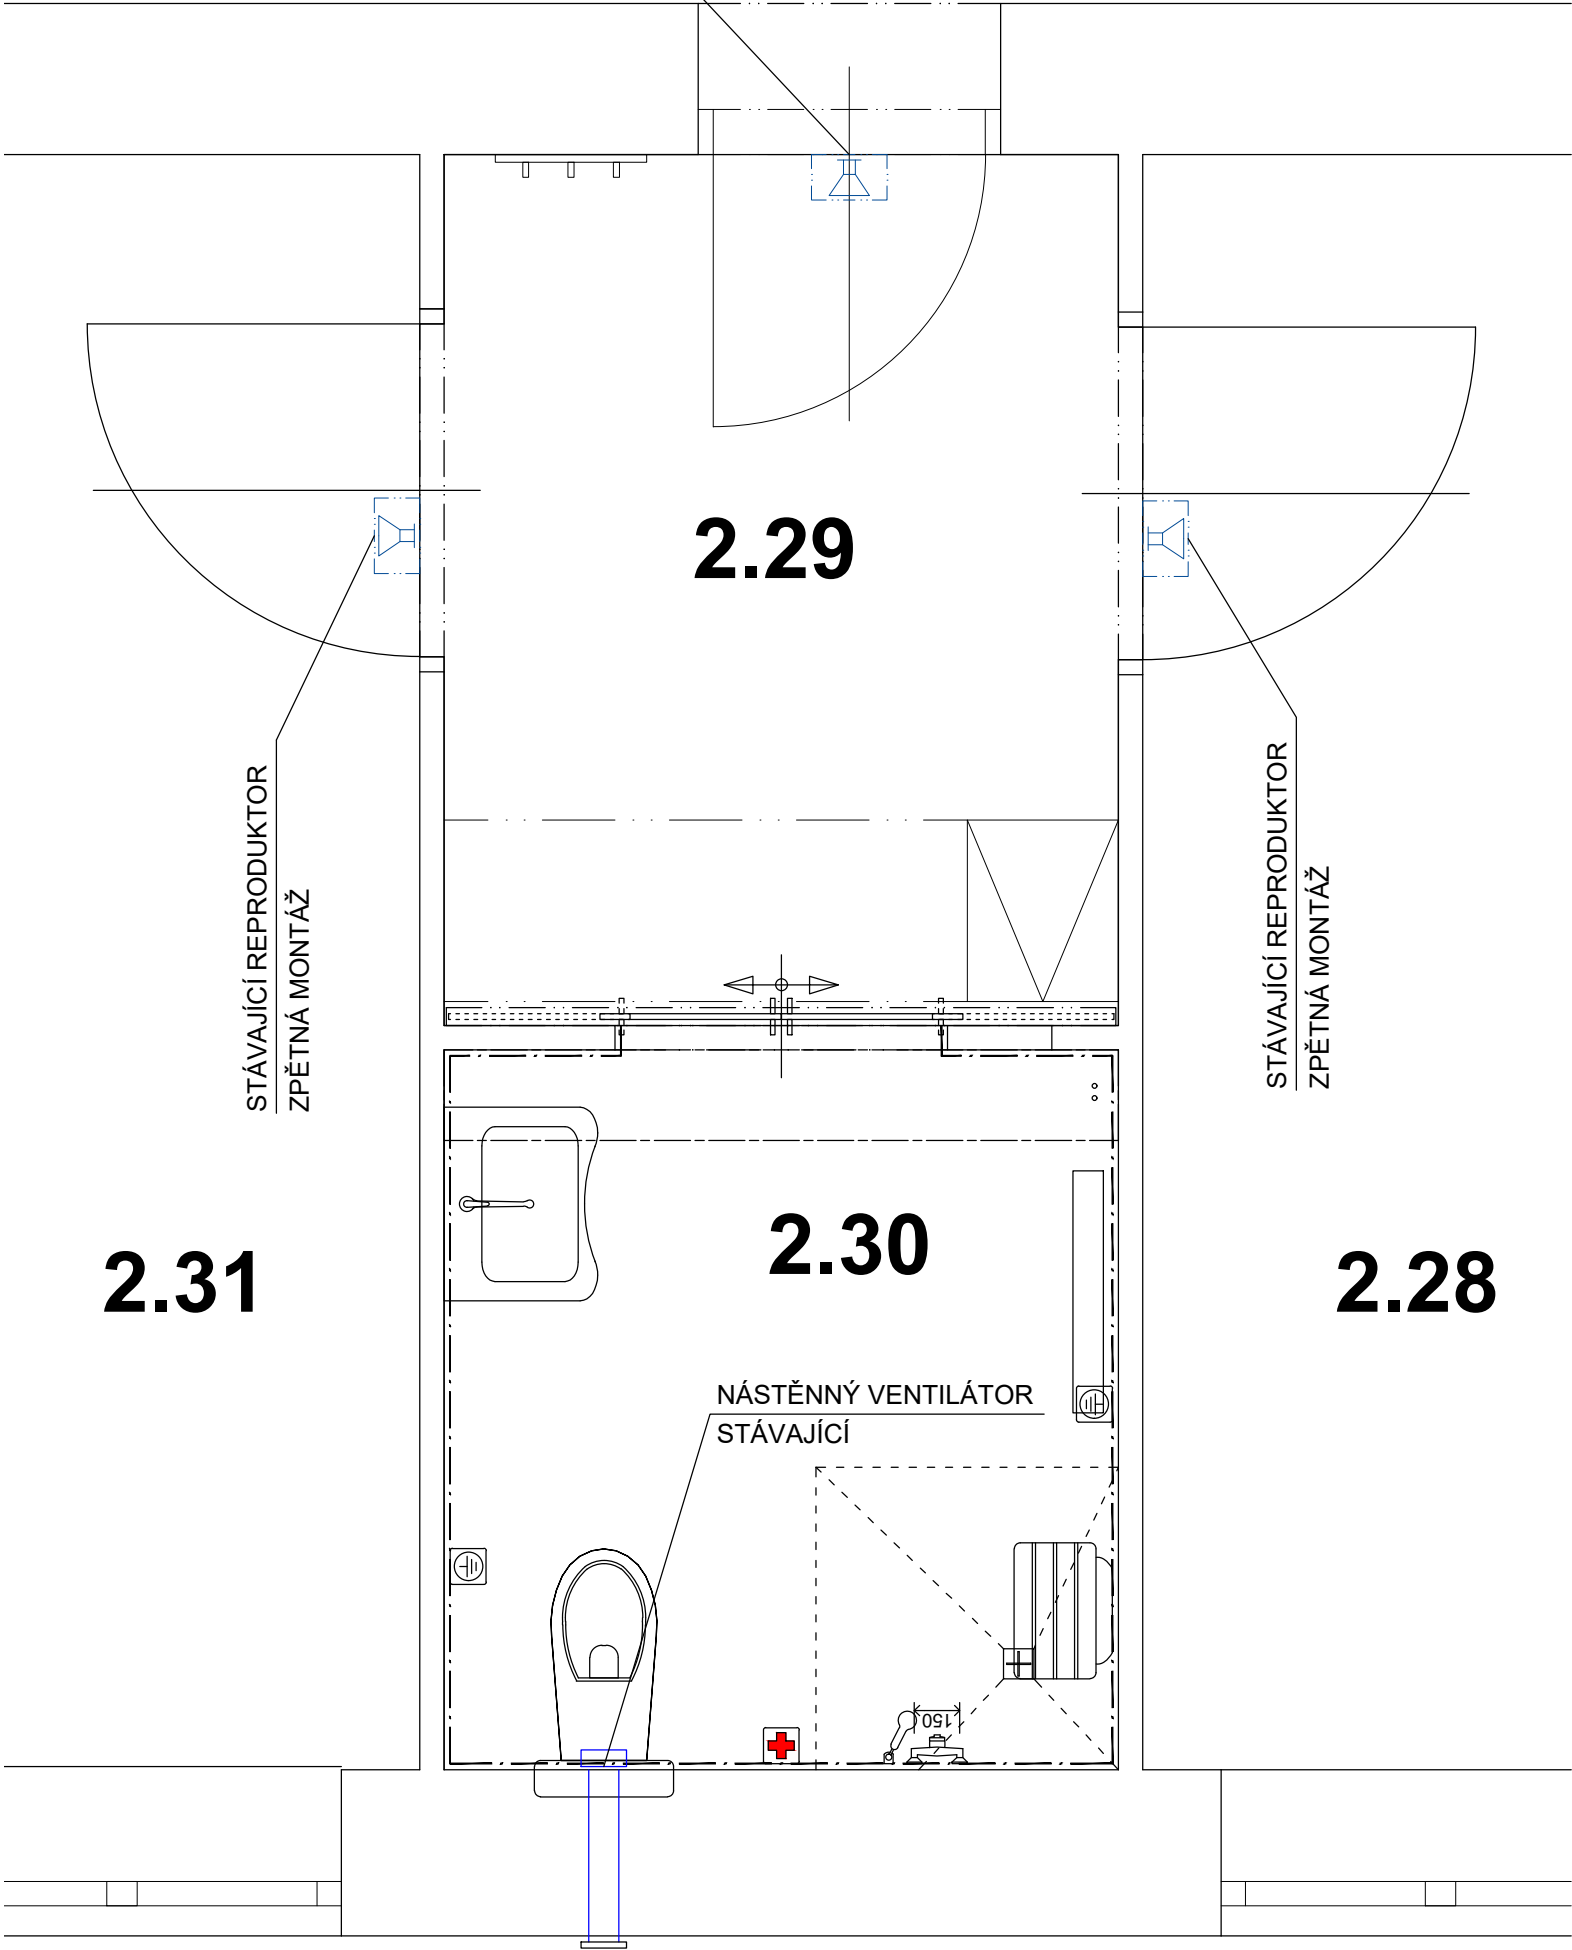 2.29
STÁVAJÍCÍ REPRODUKTOR
ZPĚTNÁ MONTÁŽ
STÁVAJÍCÍ REPRODUKTOR
ZPĚTNÁ MONTÁŽ
2.31
2.30
2.28
NÁSTĚNNÝ VENTILÁTOR
STÁVAJÍCÍ
150